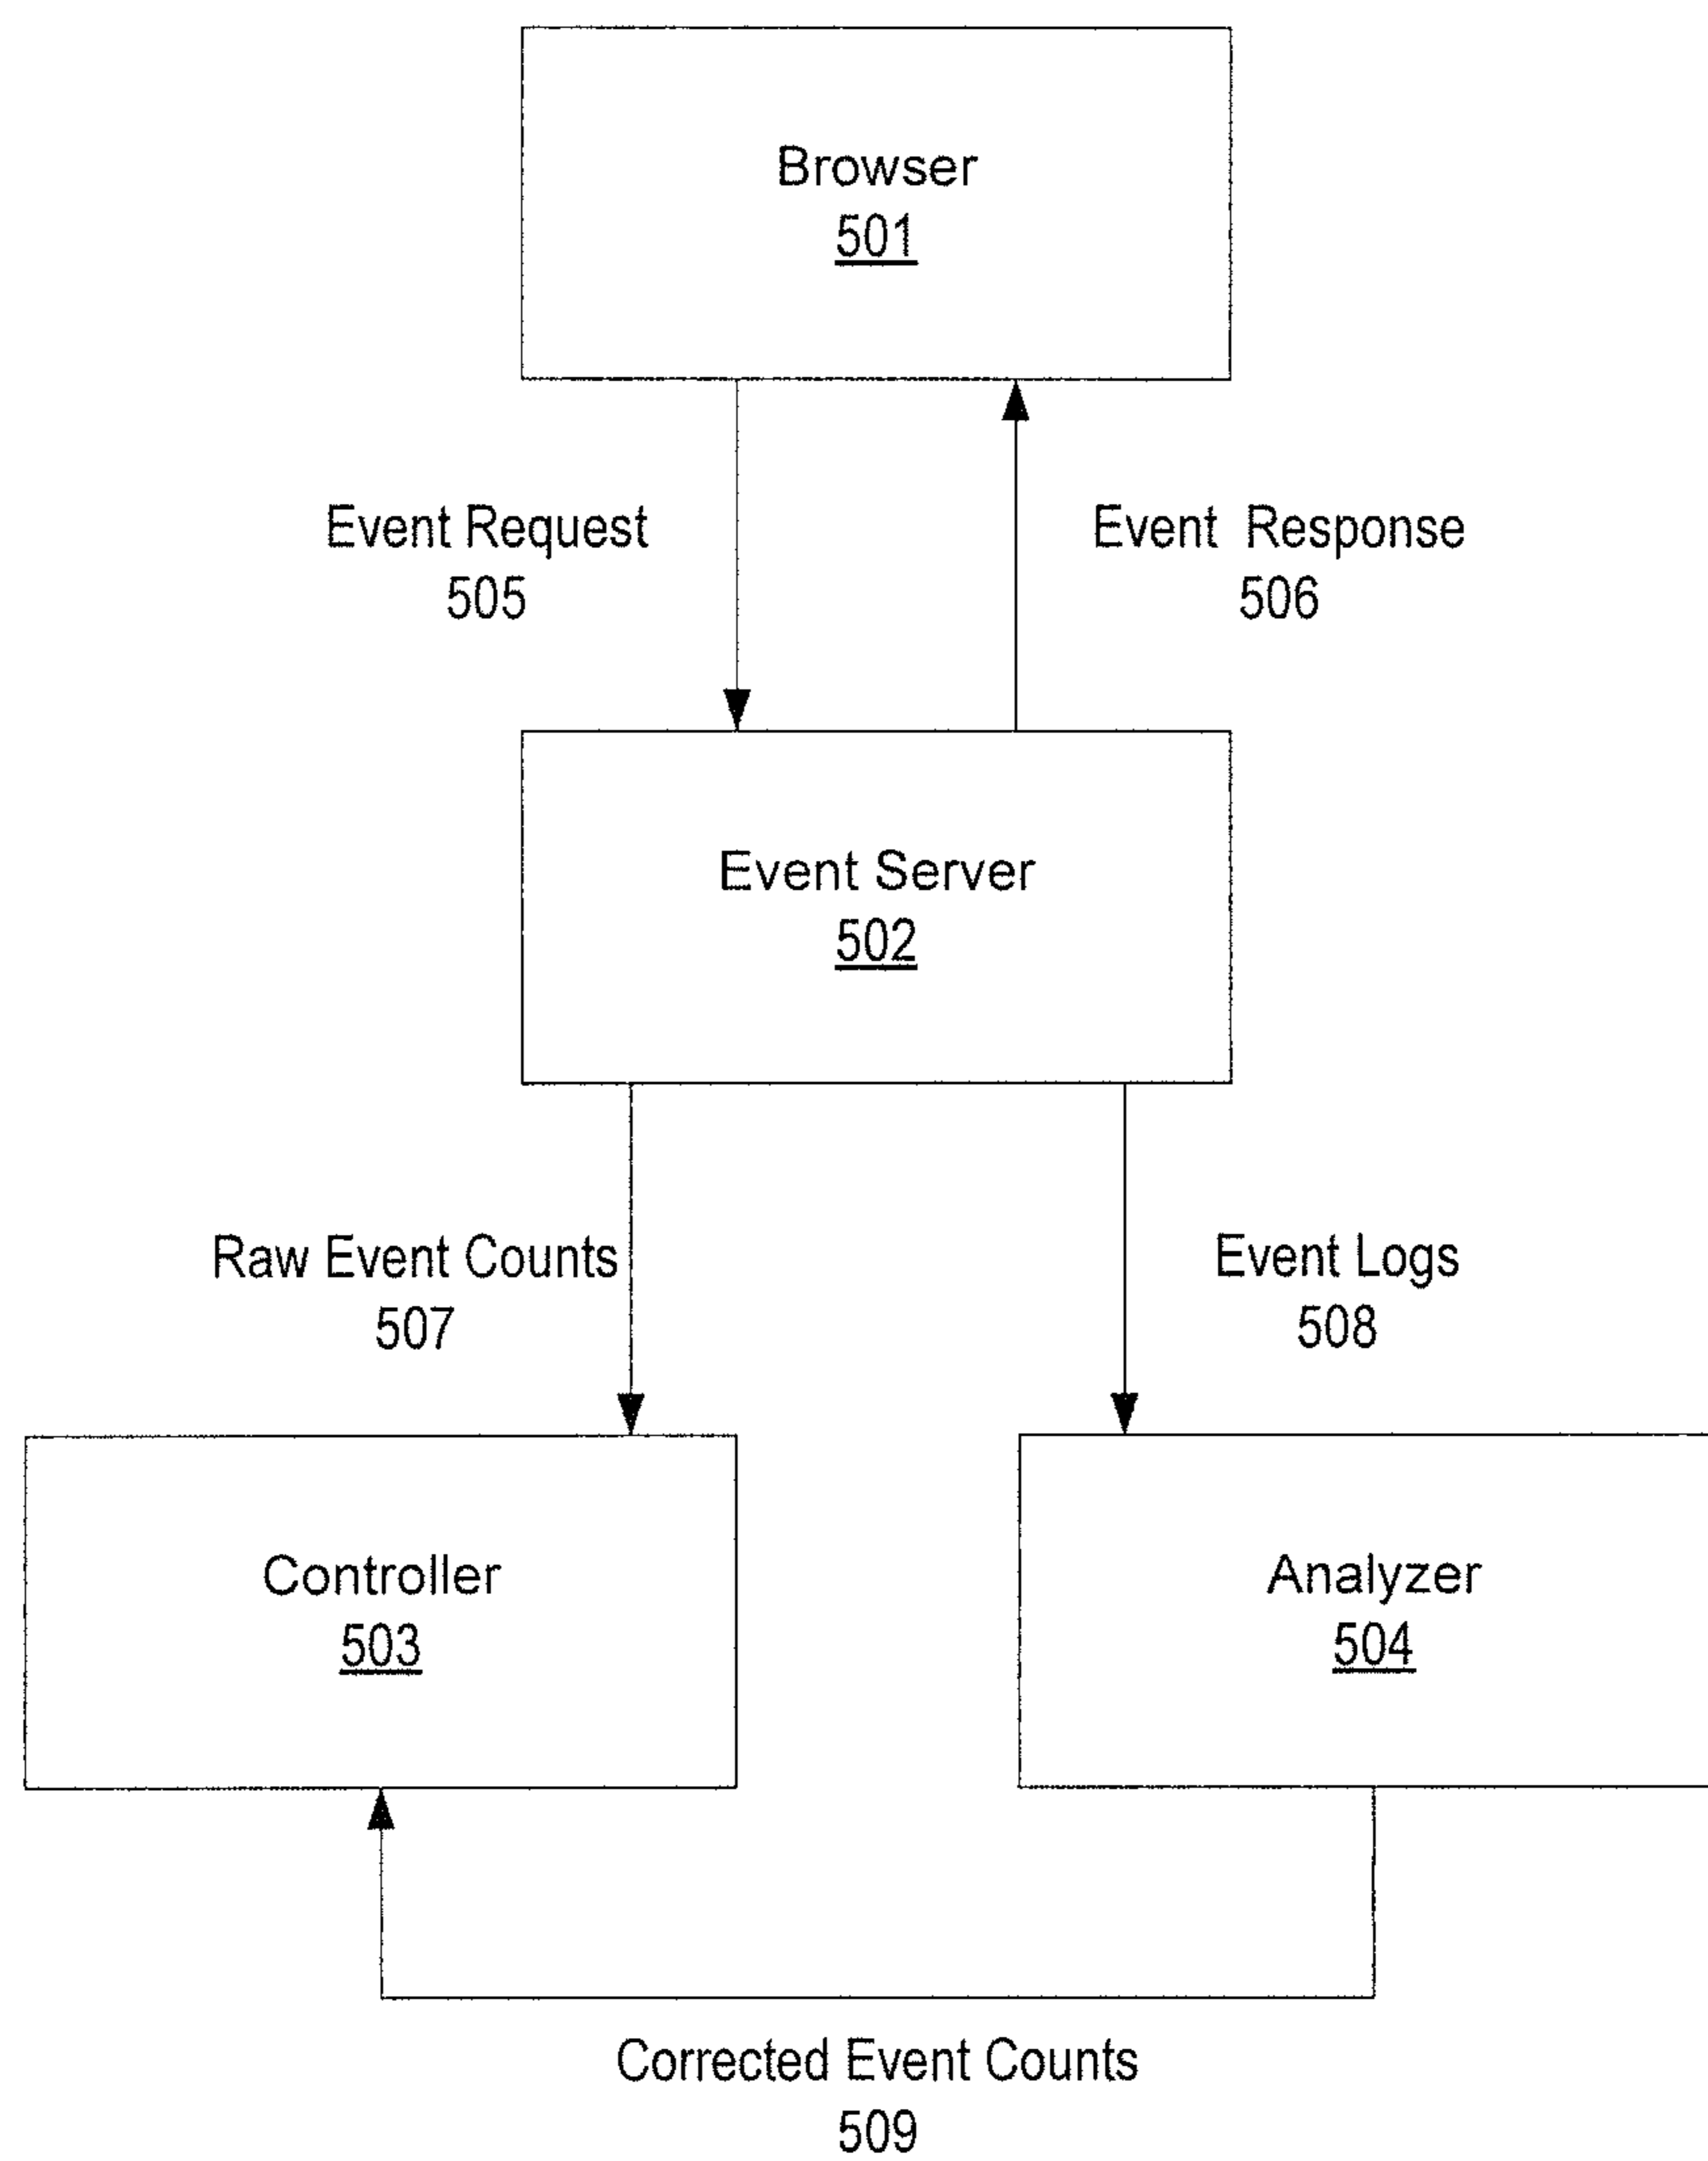 Browser
501
Event Request
505
Event Response
506
Event Server
502
Raw Event Counts
507
Event Logs
508
Controller
503
Analyzer
504
Corrected Event Counts
509